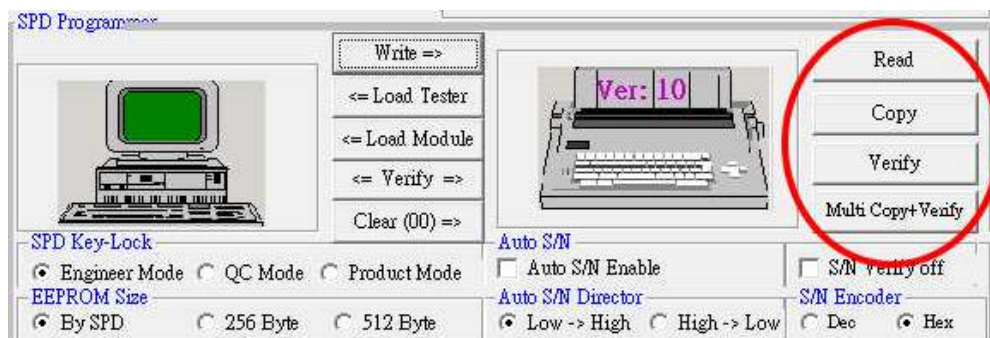 SPD Programmer
Write =>
<= Load Tester
<= Load Module
<= Verify =>
Clear (00) =>
Ver: 10
Read
Copy
Verify
Multi Copy+Verify
SPD Key-Lock
Engineer Mode QC Mode Product Mode
Auto S/N
Auto S/N Enable
S/N Verify off
EEPROM Size
By SPD 256 Byte 512 Byte
Auto S/N Director
Low -> High High -> Low
S/N Encoder
Dec Hex